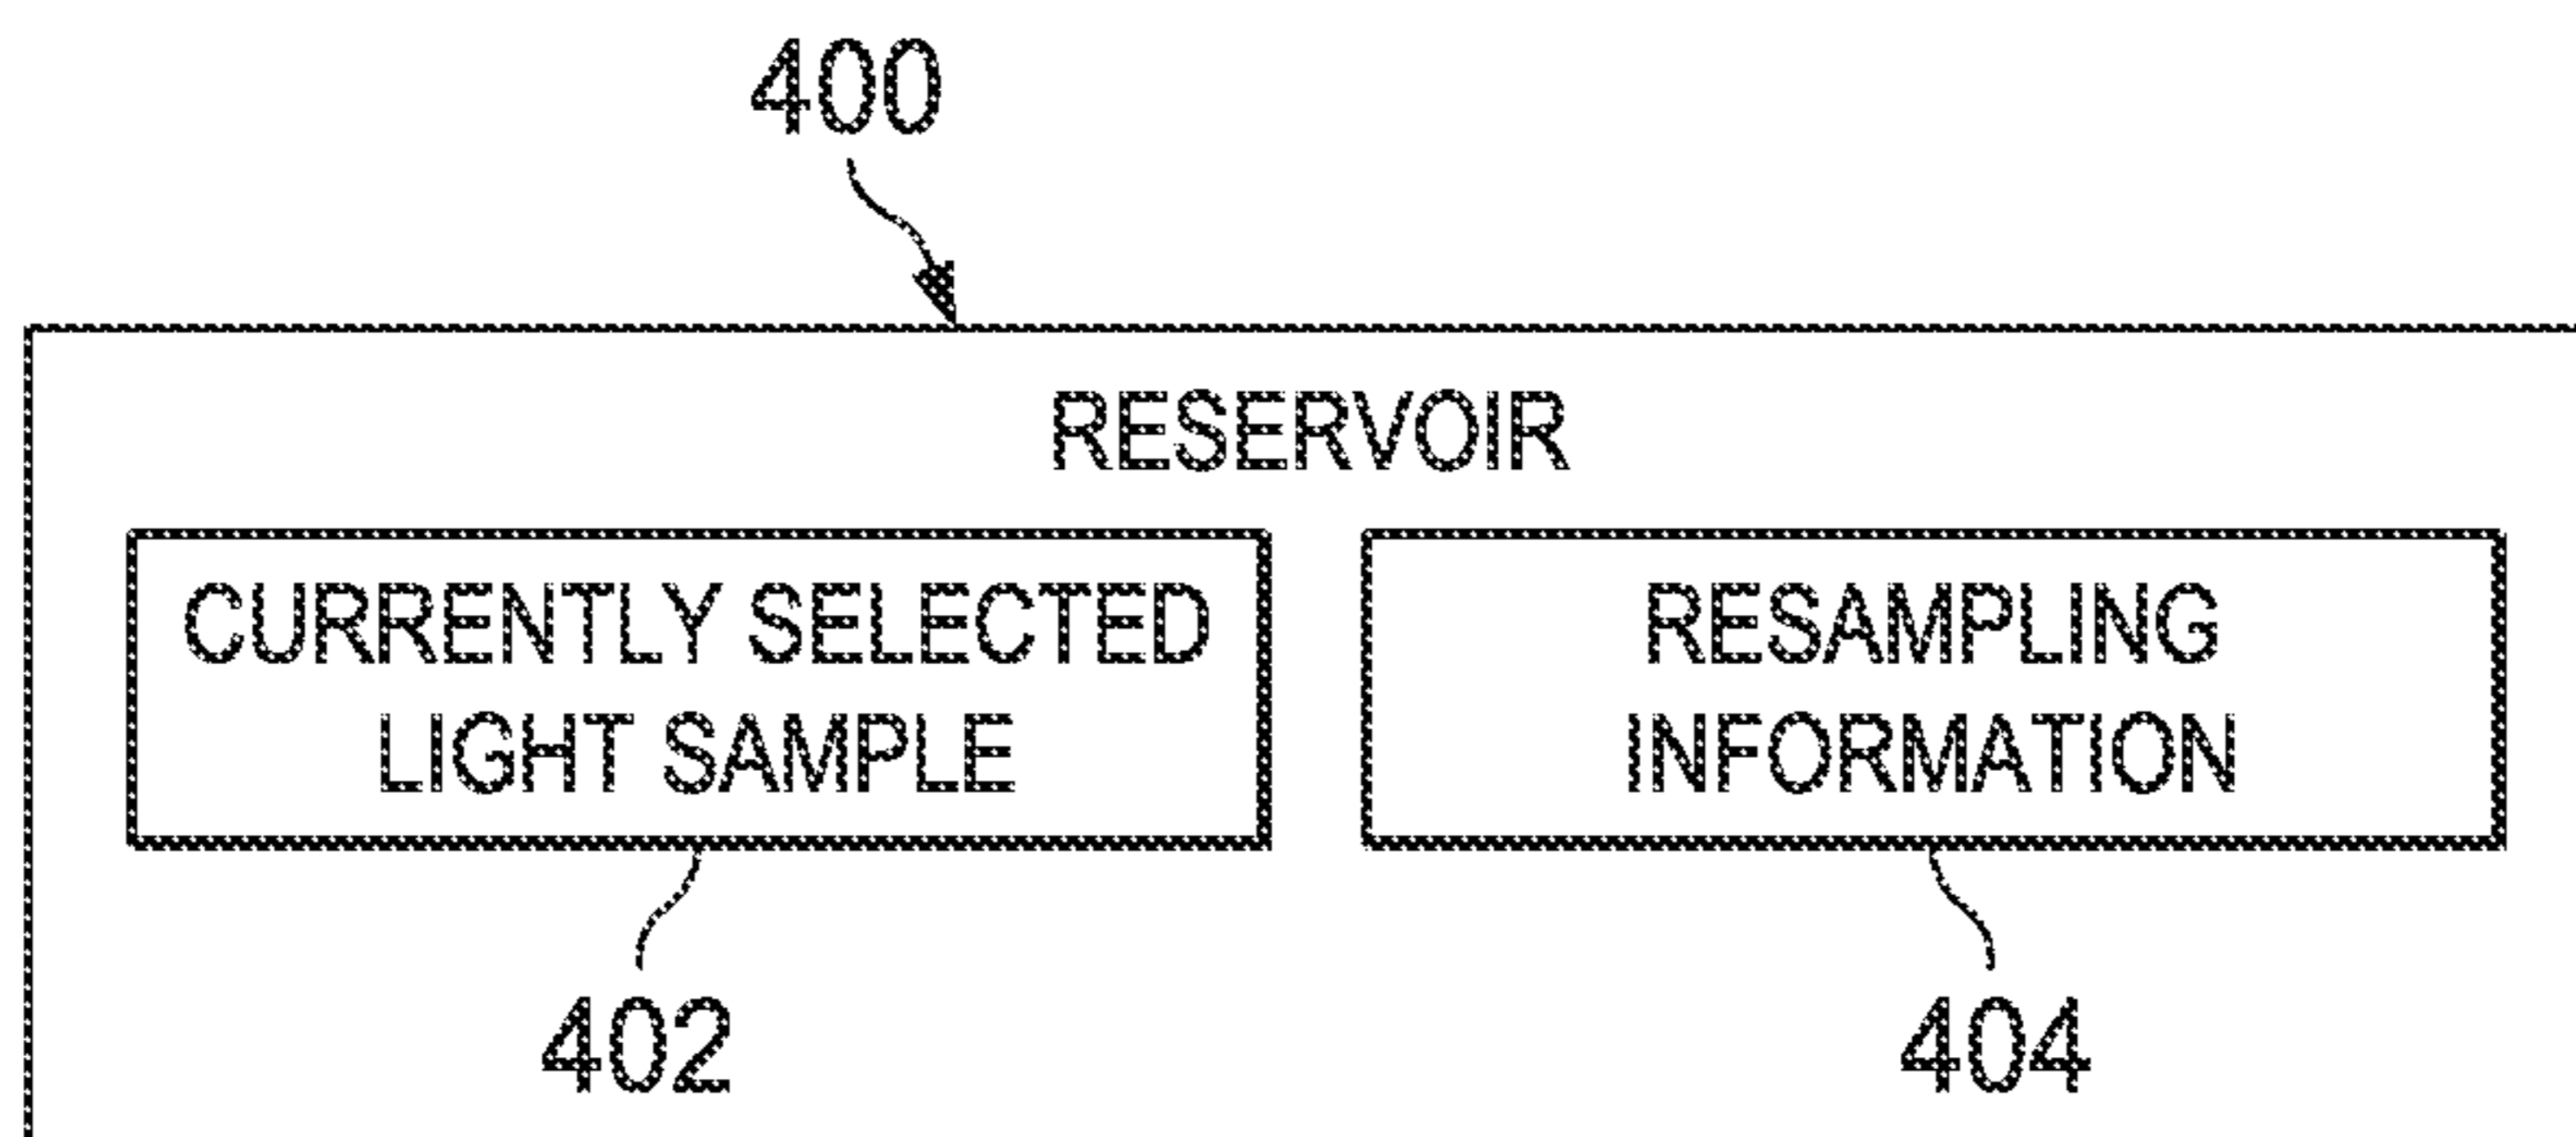 400
RESERVOIR
CURRENTLY SELECTED
LIGHT SAMPLE
RESAMPLING
INFORMATION
402
404